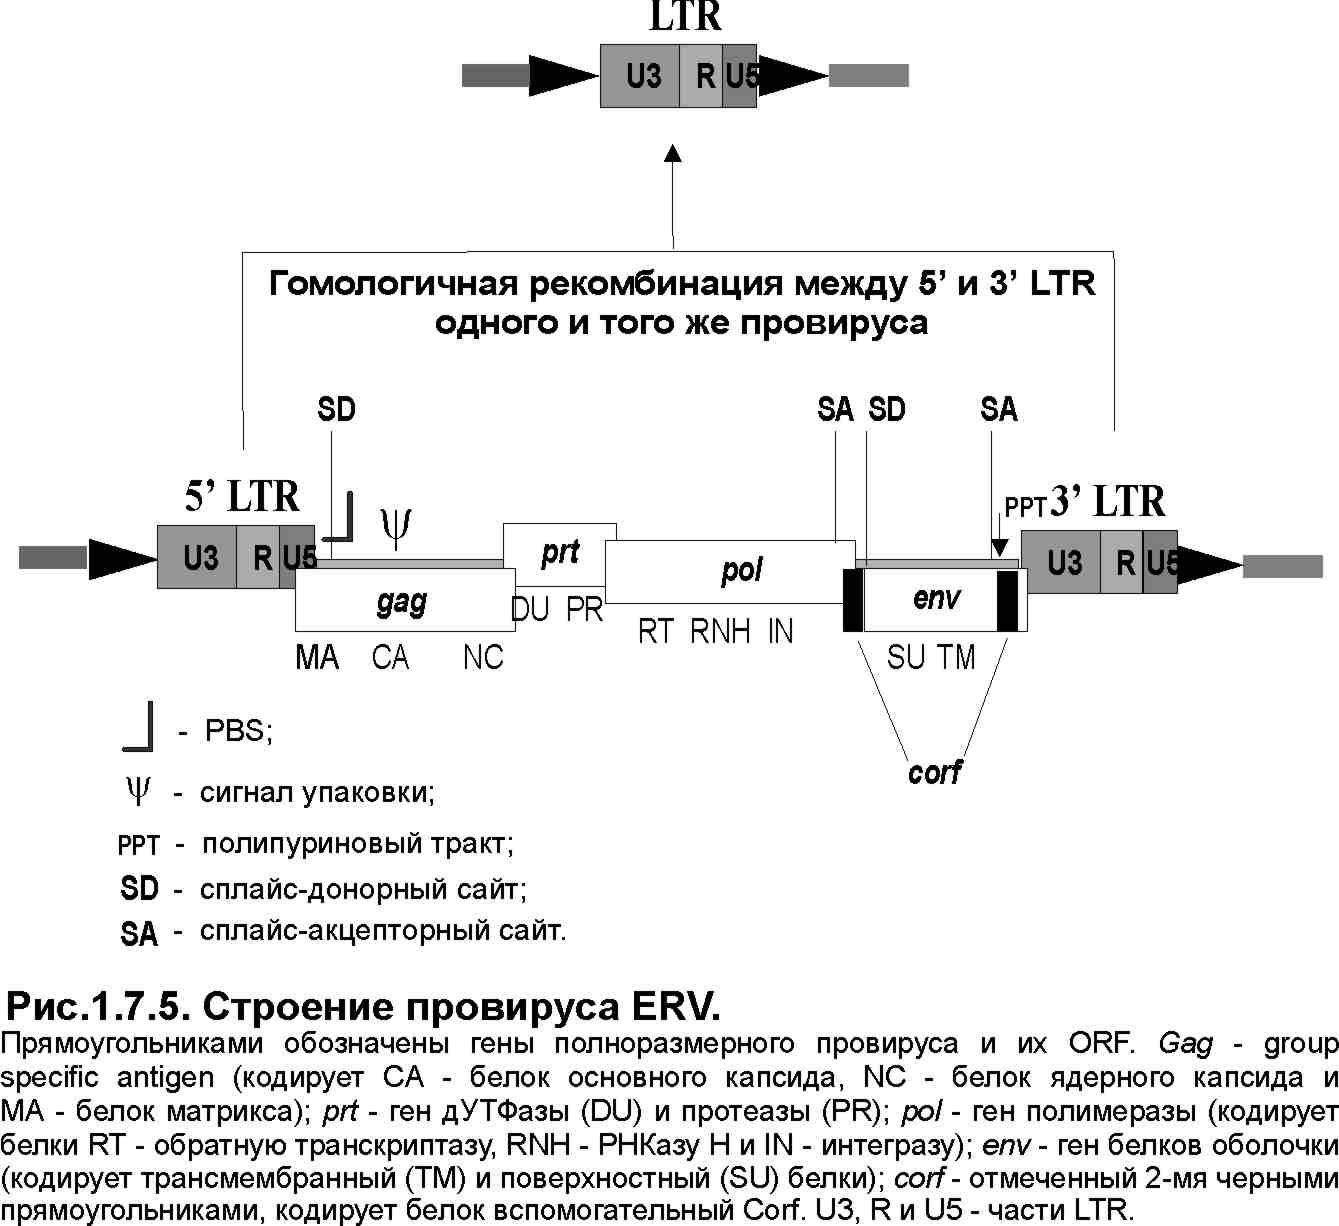 LTR
U3 R U5
Гомологичная рекомбинация между 5’ и 3’ LTR
одного и того же провируса
SD SA SD SA
5’ LTR PPT 3’ LTR
ψ
U3 R U5 prt pol U3 R U5
gag env
DU PR
RT RNH IN
MA CA NC SU TM
corf
- PBS;
ψ - сигнал упаковки;
PPT - полипуриновый тракт;
SD - сплайс-донорный сайт;
SA - сплайс-акцепторный сайт.
Рис.1.7.5. Строение провируса ERV.
Прямоугольниками обозначены гены полноразмерного провируса и их ORF. Gag - group
specific antigen (кодирует CA - белок основного капсида, NC - белок ядерного капсида и
MA - белок матрикса); prt - ген дУТФазы (DU) и протеазы (PR); pol - ген полимеразы (кодирует
белки RT - обратную транскриптазу, RNH - РНКазу H и IN - интегразу); env - ген белков оболочки
(кодирует трансмембранный (TM) и поверхностный (SU) белки); corf - отмеченный 2-мя черными
прямоугольниками, кодирует белок вспомогательный Corf. U3, R и U5 - части LTR.